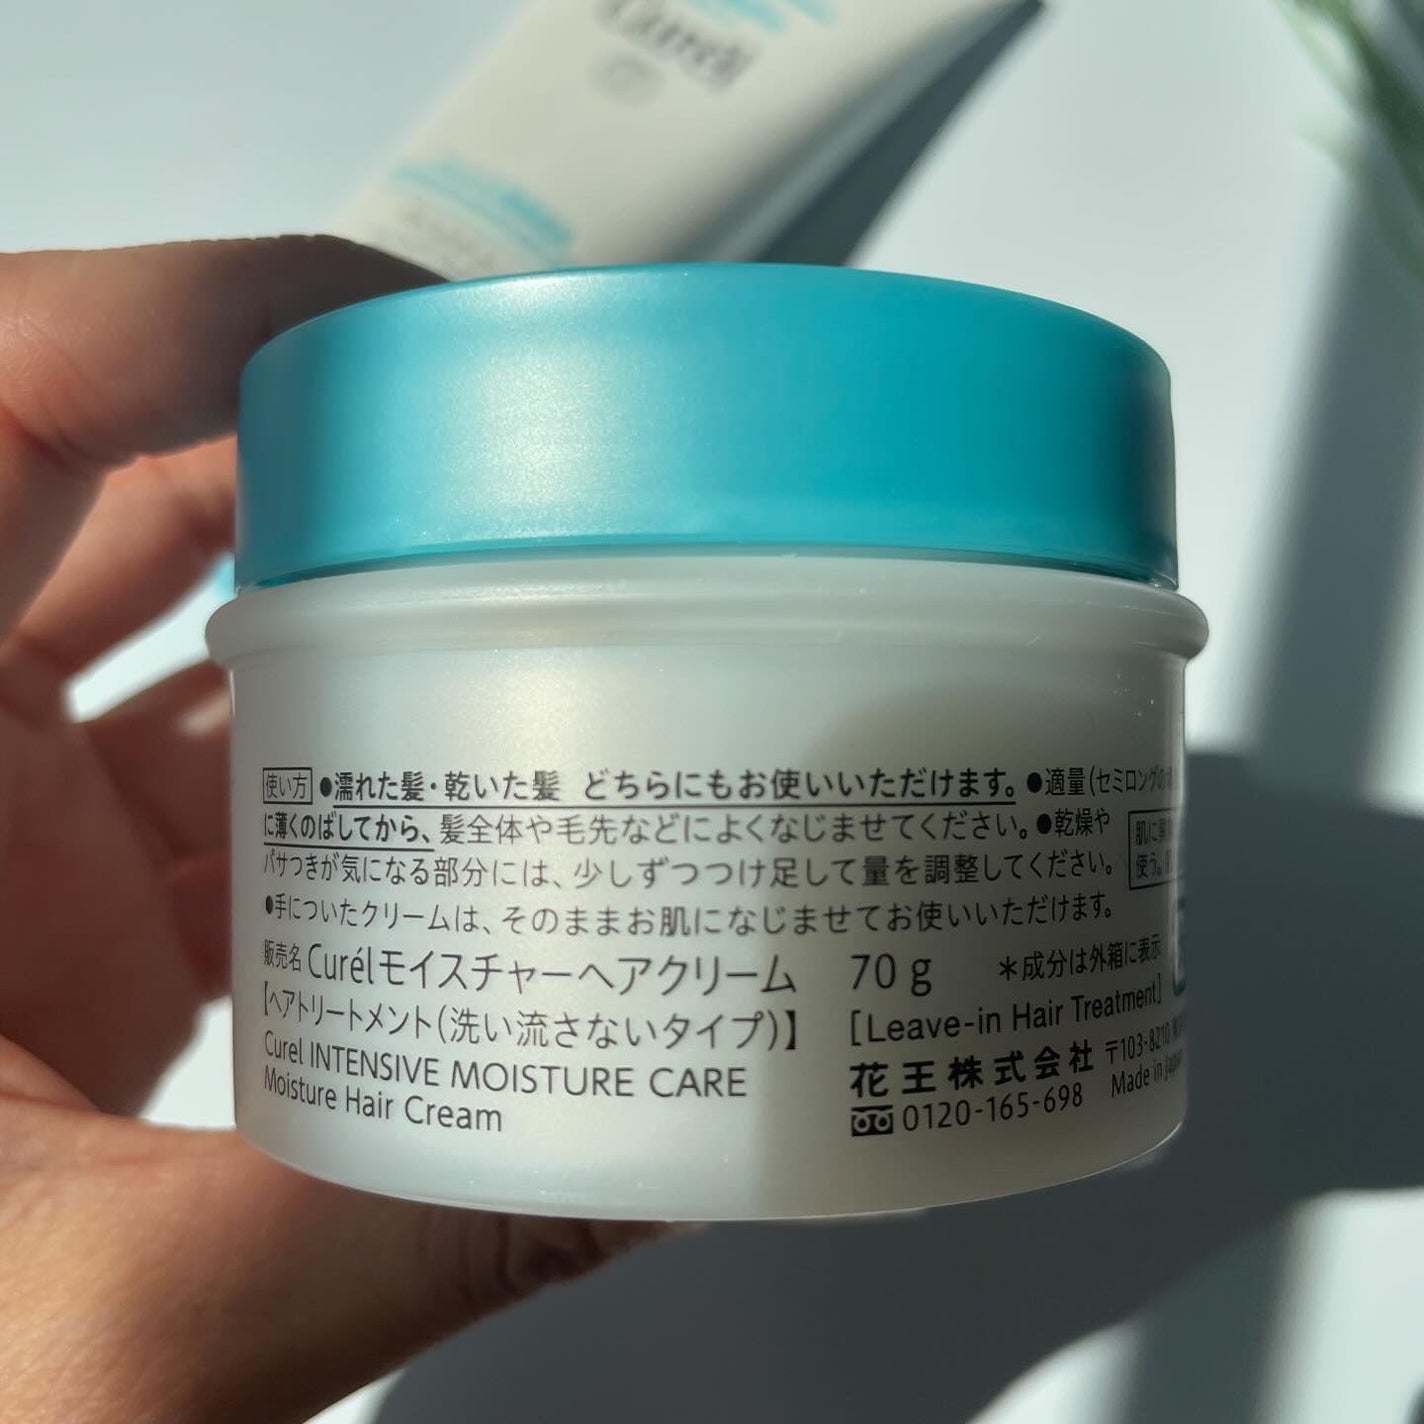 Curél
使い方 ●濡れた髪・乾いた髪 どちらにもお使いいただけます。●適量(セミロングの
に薄くのばしてから、髪全体や毛先などによくなじませてください。●乾燥や
パサつきが気になる部分には、少しずつつけ足して量を調整してください。
●手についたクリームは、そのままお肌になじませてお使いいただけます。
肌に
使う。
販売名 Curélモイスチャーヘアクリーム 70 g ＊成分は外箱に表示
【ヘアトリートメント(洗い流さないタイプ)】 [Leave-in Hair Treatment]
Curel INTENSIVE MOISTURE CARE
Moisture Hair Cream
花王株式会社 〒103-8210
0120-165-698 Made in Japan